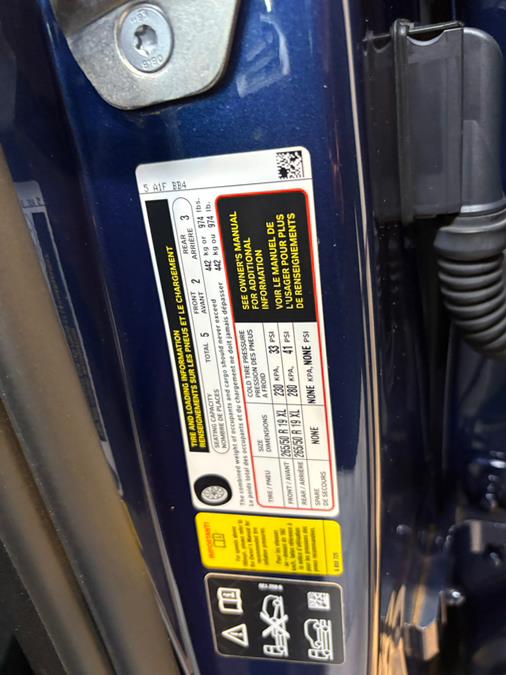 5 A1F BB4
TIRE AND LOADING INFORMATION
RENSEIGNEMENTS SUR LES PNEUS ET LE CHARGEMENT
SEATING CAPACITY
NOMBRE DE PLACES
TOTAL 5
FRONT
AVANT
2
REAR
ARRIÈRE
3
The combined weight of occupants and cargo should never exceed 442 kg or 974 lbs.
Le poids total des occupants et du chargement ne doit jamais dépasser 442 kg ou 974 lb.
TIRE / PNEU
SIZE
DIMENSIONS
COLD TIRE PRESSURE
PRESSION DES PNEUS
A FROID
FRONT / AVANT 265/50 R 19 XL 230 KPA, 33 PSI
REAR / ARRIÈRE 265/50 R 19 XL 280 KPA, 41 PSI
SPARE
DE SECOURS
NONE NONE KPA, NONE PSI
SEE OWNER'S MANUAL
FOR ADDITIONAL
INFORMATION
VOIR LE MANUEL DE
L'USAGER POUR PLUS
DE RENSEIGNEMENTS
IMPORTANT!